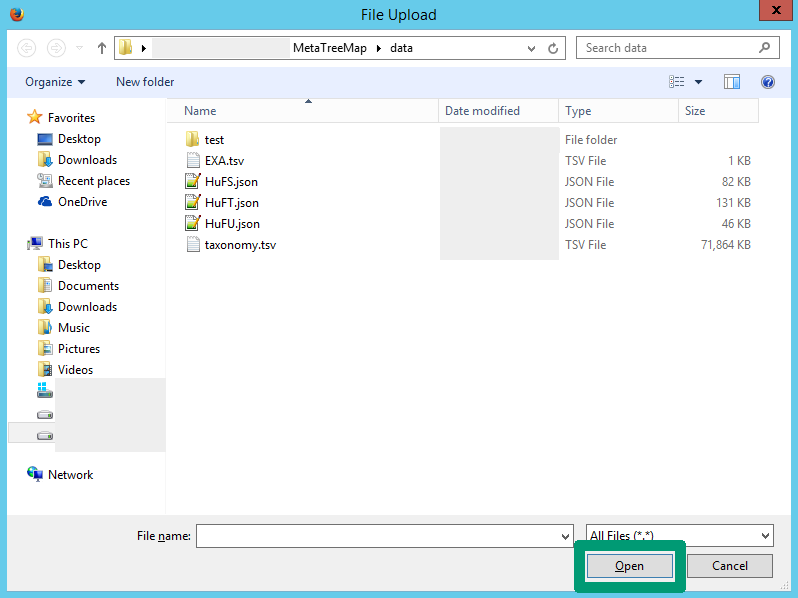 File Upload
MetaTreeMap data
Search data
Organize New folder
Name Date modified Type Size
Favorites
Desktop
Downloads
Recent places
OneDrive
This PC
Desktop
Documents
Downloads
Music
Pictures
Videos
Network
test File folder
EXA.tsv TSV File 1 KB
HuFS.json JSON File 82 KB
HuFT.json JSON File 131 KB
HuFU.json JSON File 46 KB
taxonomy.tsv TSV File 71,864 KB
File name: All Files (*.*)
Open Cancel